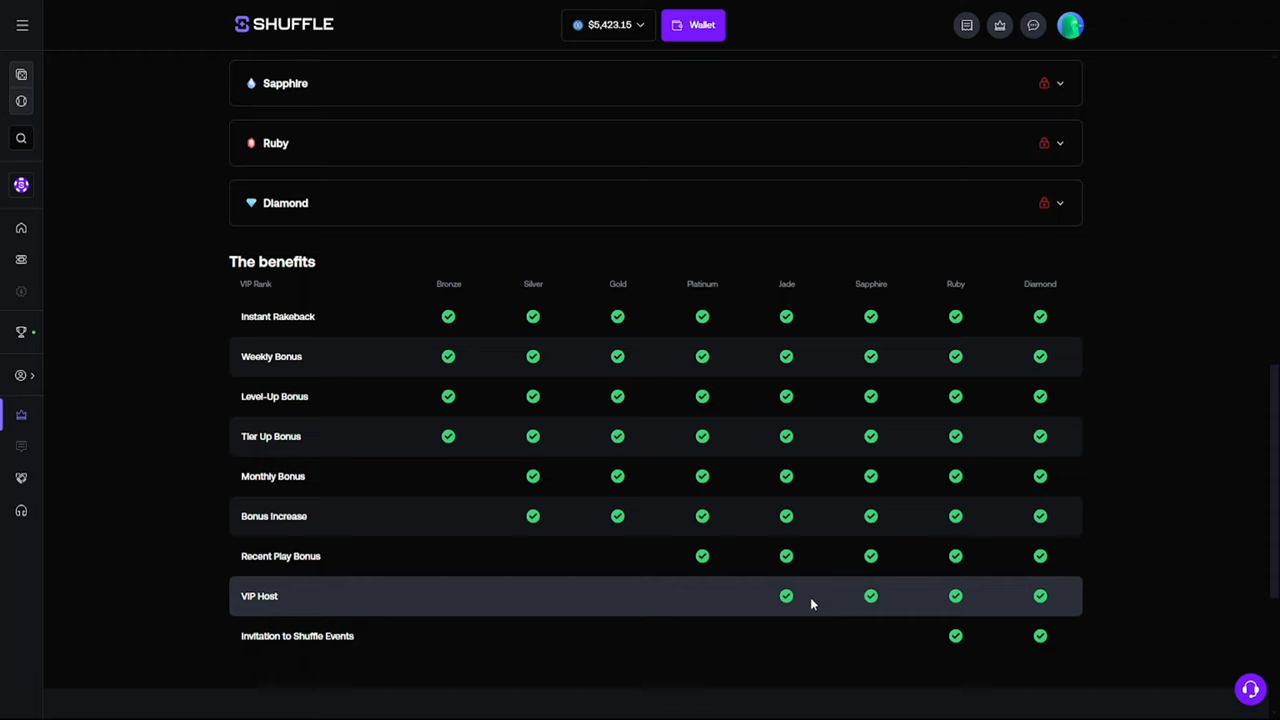 SHUFFLE
$5,423.15
Wallet
Sapphire
Ruby
Diamond
The benefits
VIP Rank Bronze Silver Gold Platinum Jade Sapphire Ruby Diamond
Instant Rakeback
Weekly Bonus
Level-Up Bonus
Tier Up Bonus
Monthly Bonus
Bonus Increase
Recent Play Bonus
VIP Host
Invitation to Shuffle Events